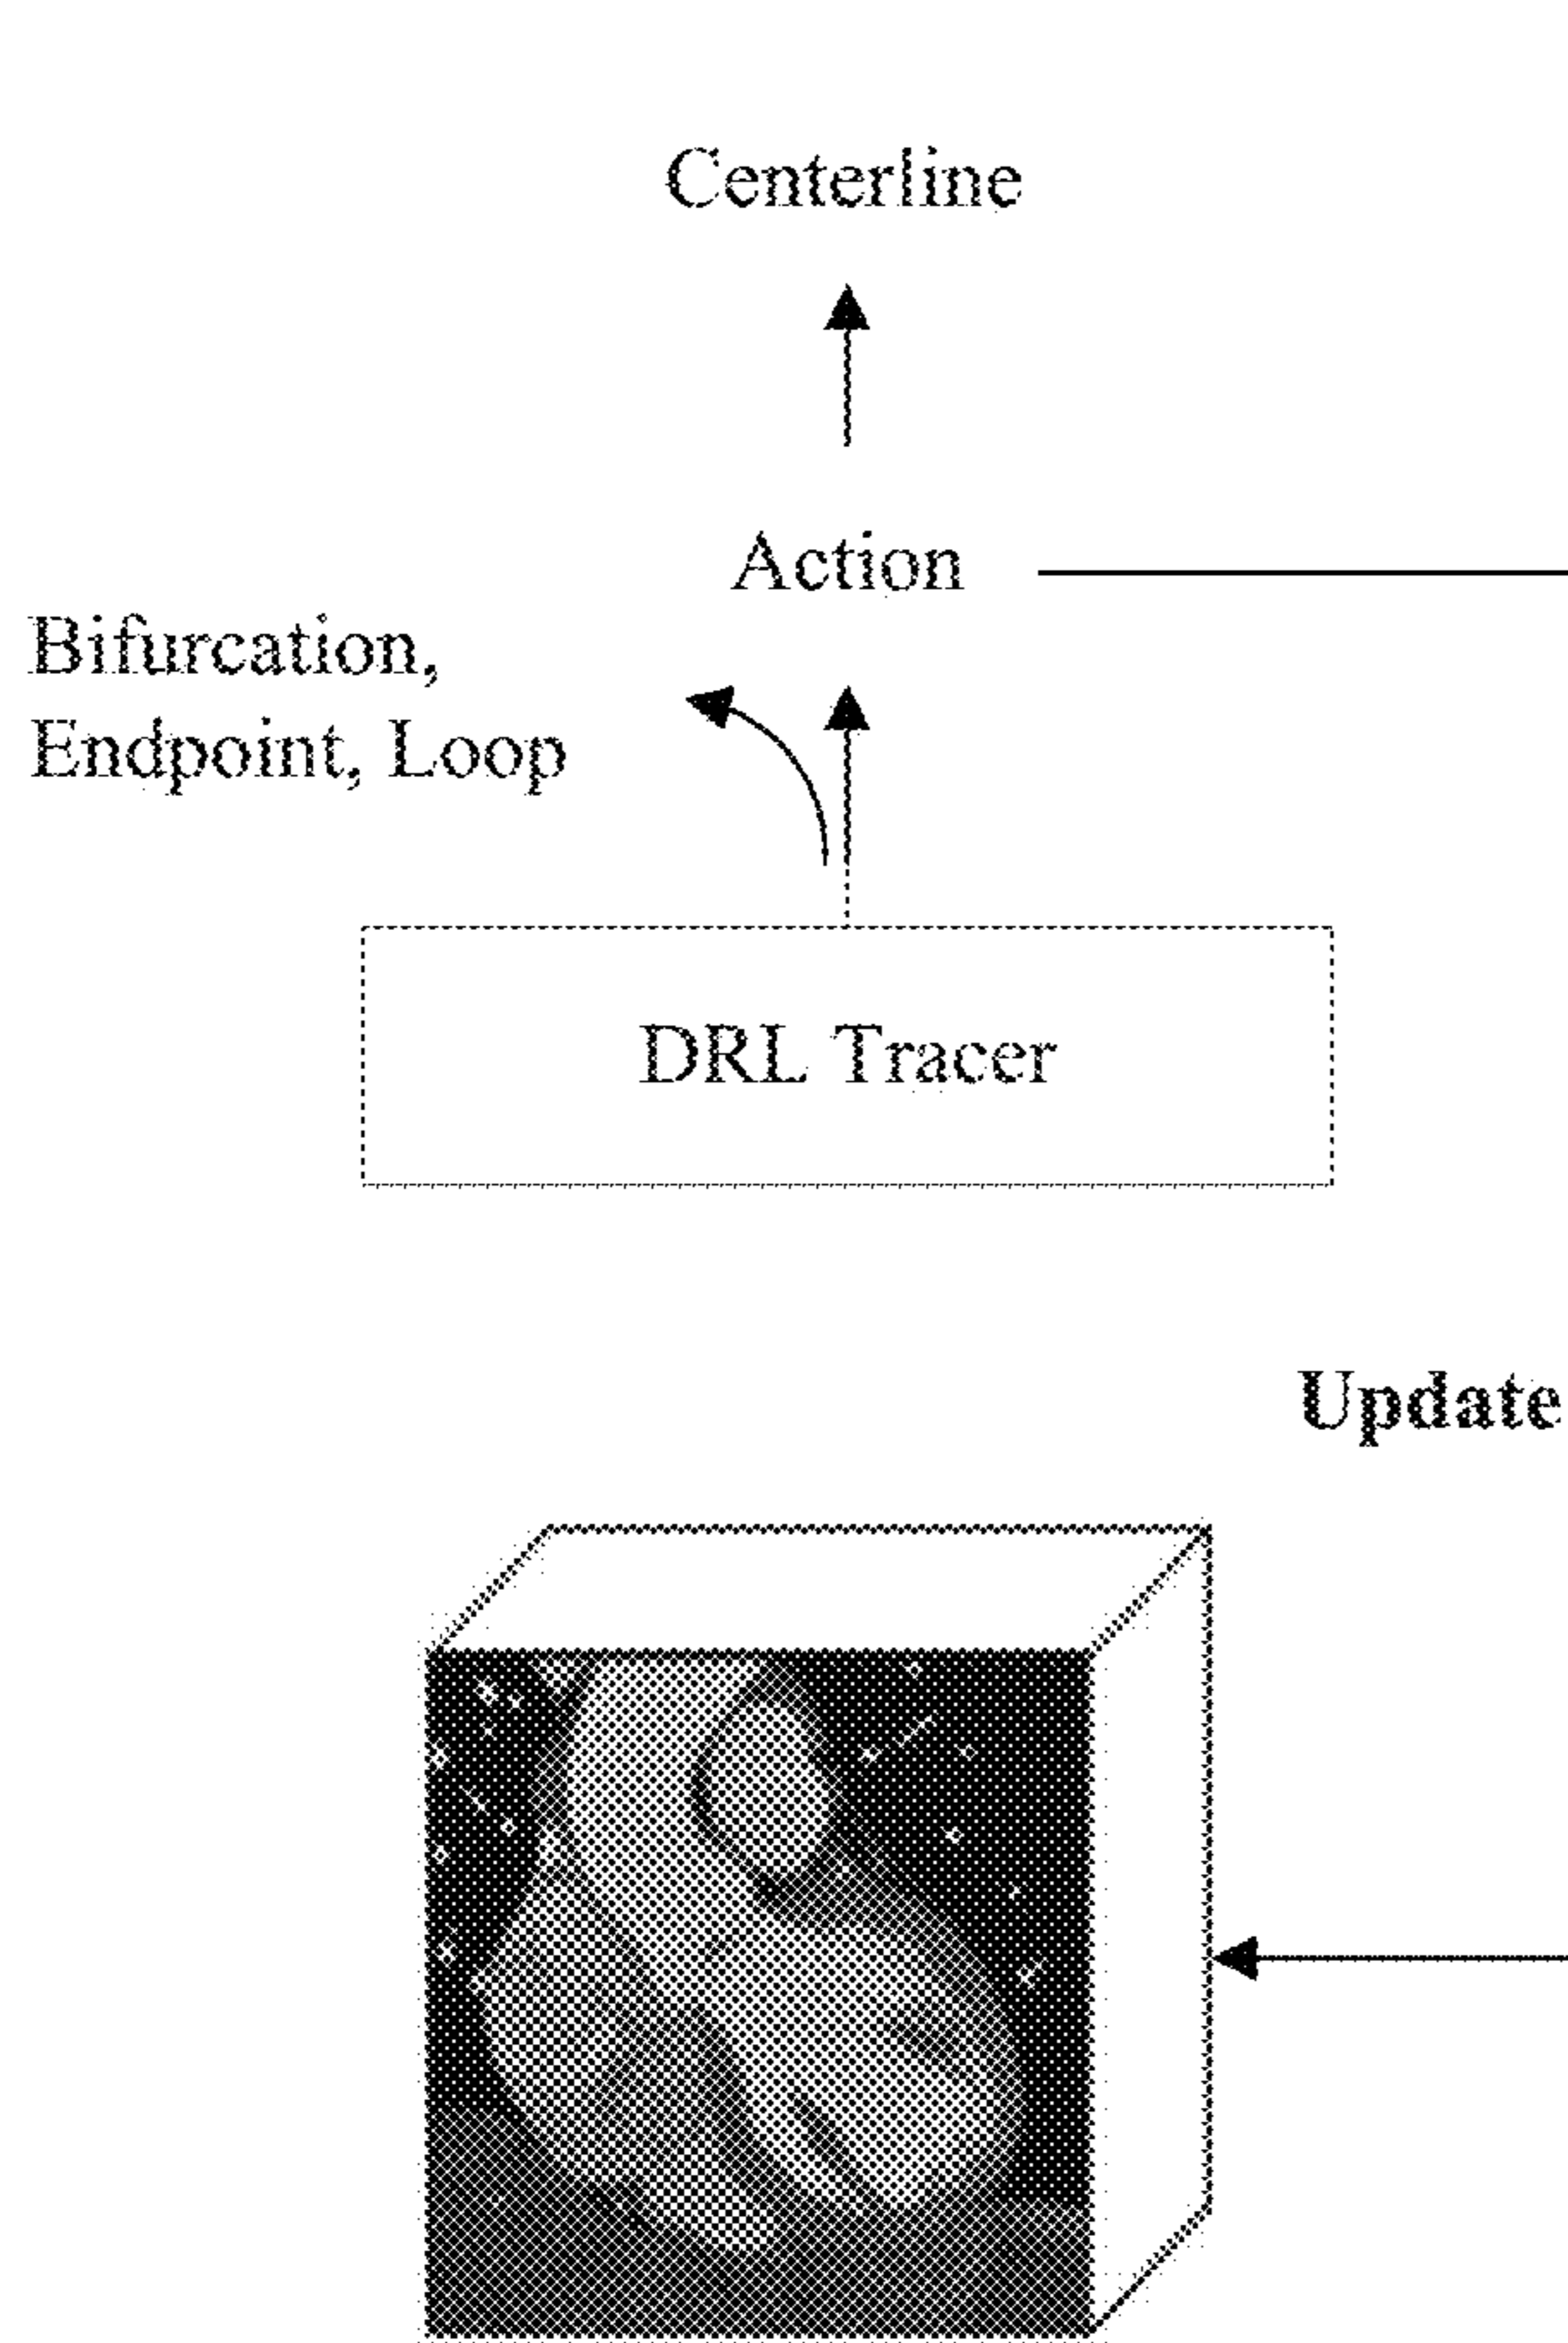 Centerline
Action
Bifurcation,
Endpoint, Loop
DRL Tracer
Update